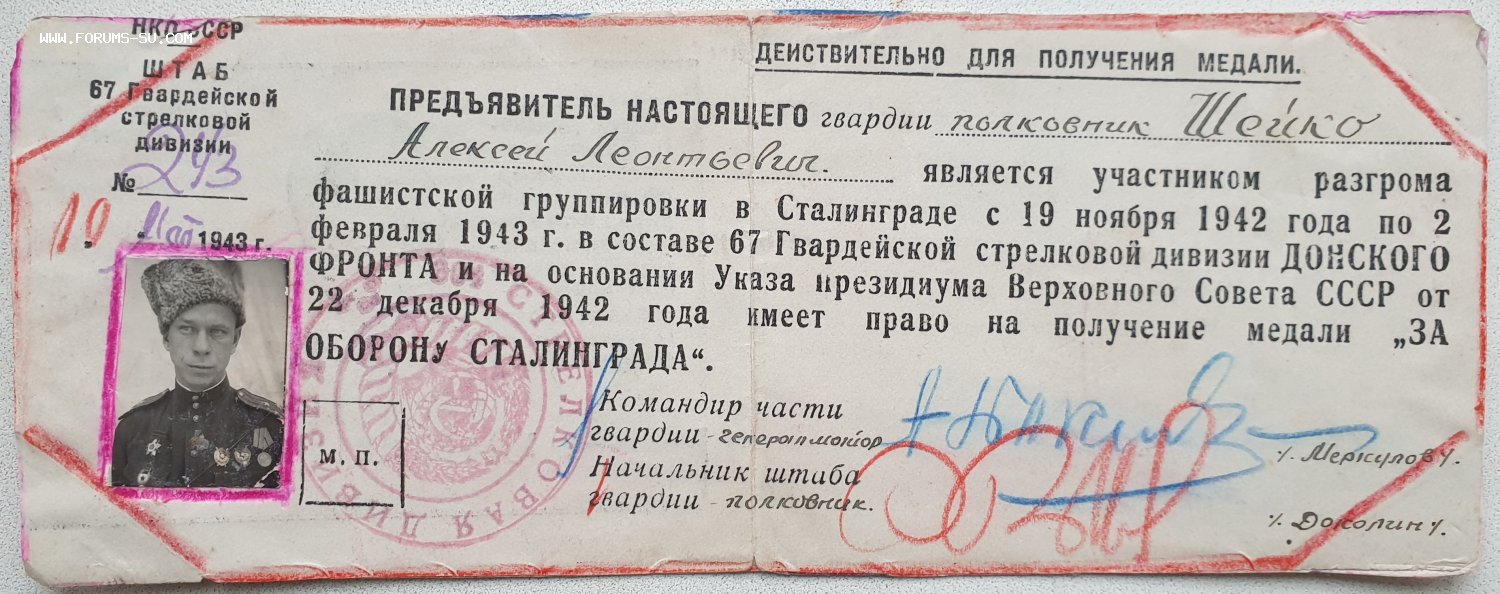 НКО СССР
WWW.FORUMS-SU.COM
ШТАБ
67 Гвардейской
стрелковой
дивизии
№ 243
10 мая 1943 г.
ДЕЙСТВИТЕЛЬНО ДЛЯ ПОЛУЧЕНИЯ МЕДАЛИ.
ПРЕДЪЯВИТЕЛЬ НАСТОЯЩЕГО гвардии полковник Шейко
Алексей Леонтьевич. является участником разгрома
фашистской группировки в Сталинграде с 19 ноября 1942 года по 2
февраля 1943 г. в составе 67 Гвардейской стрелковой дивизии ДОНСКОГО
ФРОНТА и на основании Указа президиума Верховного Совета СССР от
22 декабря 1942 года имеет право на получение медали „ЗА
ОБОРОНУ СТАЛИНГРАДА“.
Командир части
гвардии - генерал майор
/. Меркулов /.
Начальник штаба
гвардии - полковник.
/. Доколин /.
м. п.
СТРЕЛКОВАЯ ДИВИЗИЯ